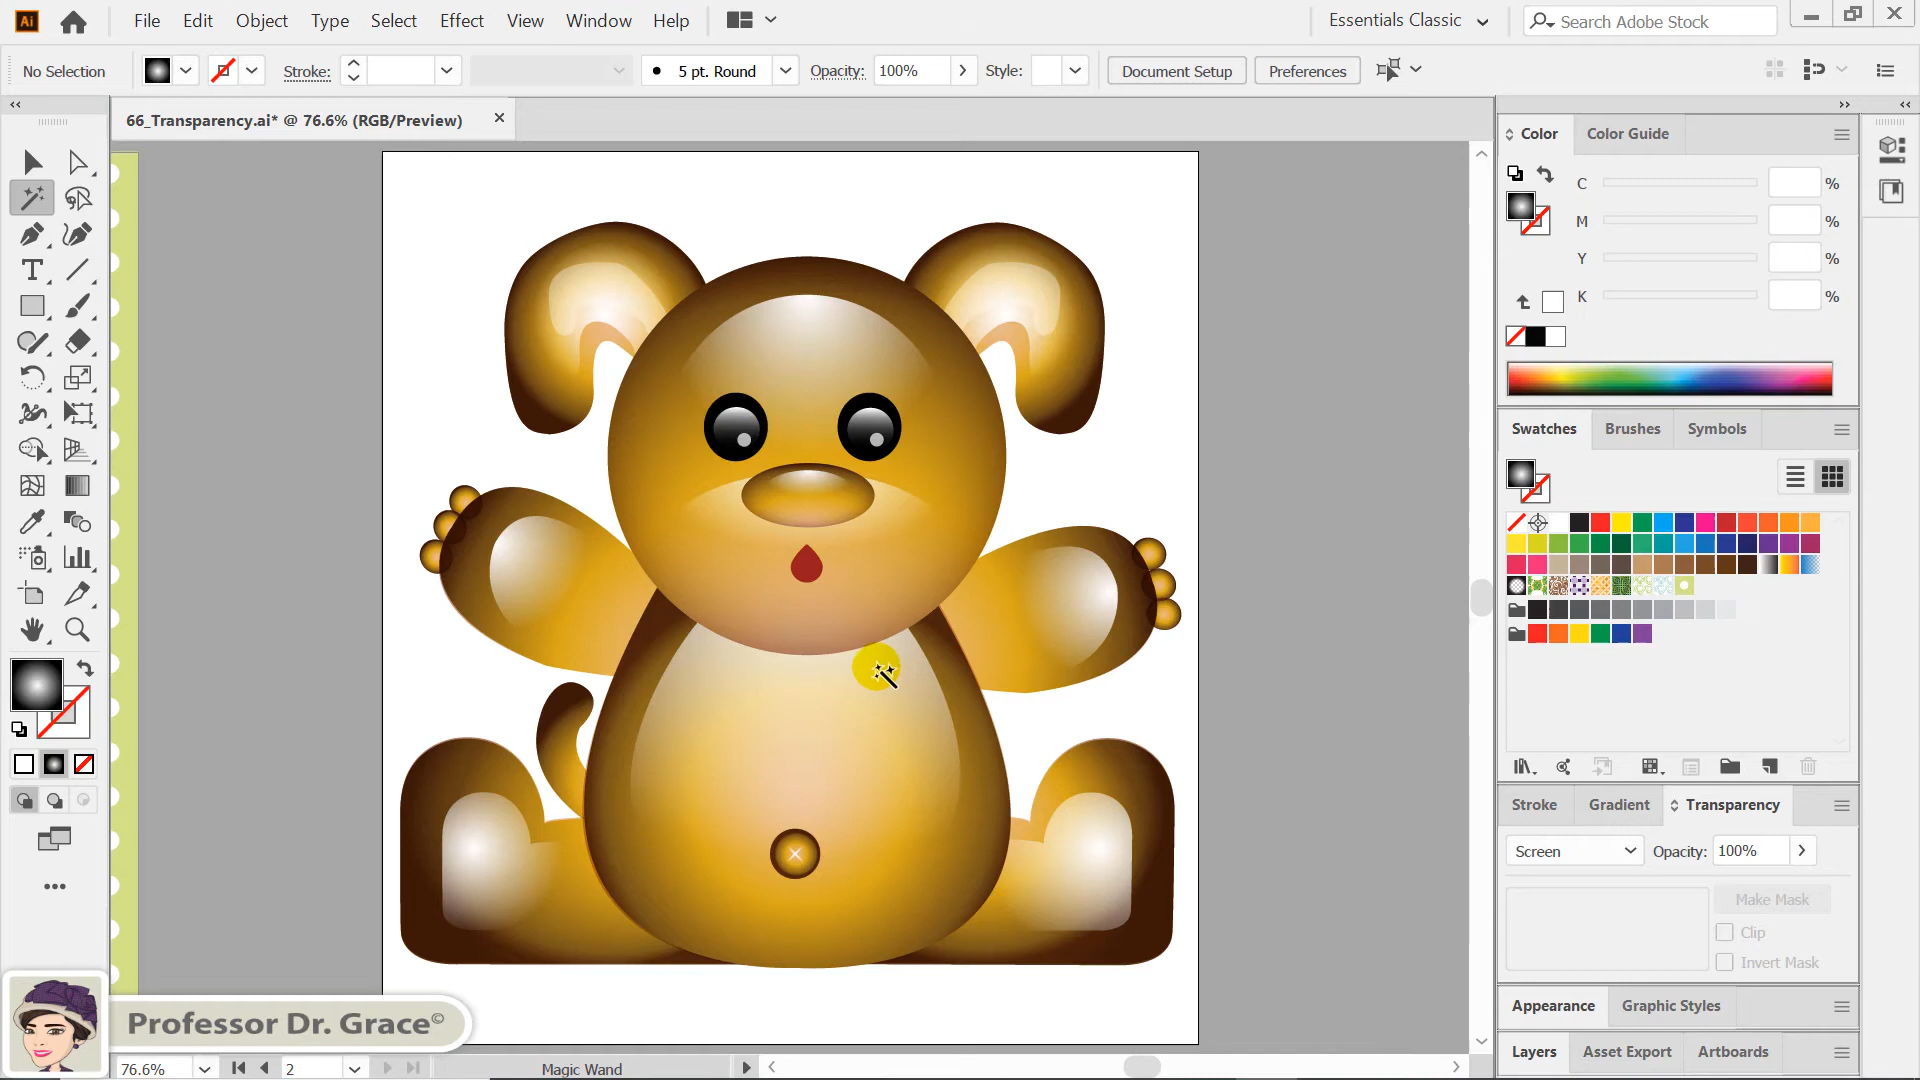 Ai File Edit Object Type Select Effect View Window Help Essentials Classic Search Adobe Stock
No Selection Stroke: 5 pt. Round Opacity: 100% Style: Document Setup Preferences
66_Transparency.ai* @ 76.6% (RGB/Preview)
Color Color Guide
C %
M %
Y %
K %
Swatches Brushes Symbols
Stroke Gradient Transparency
Screen Opacity: 100%
Make Mask
Clip
Invert Mask
Appearance Graphic Styles
Layers Asset Export Artboards
Professor Dr. Grace©
76.6% 2 Magic Wand